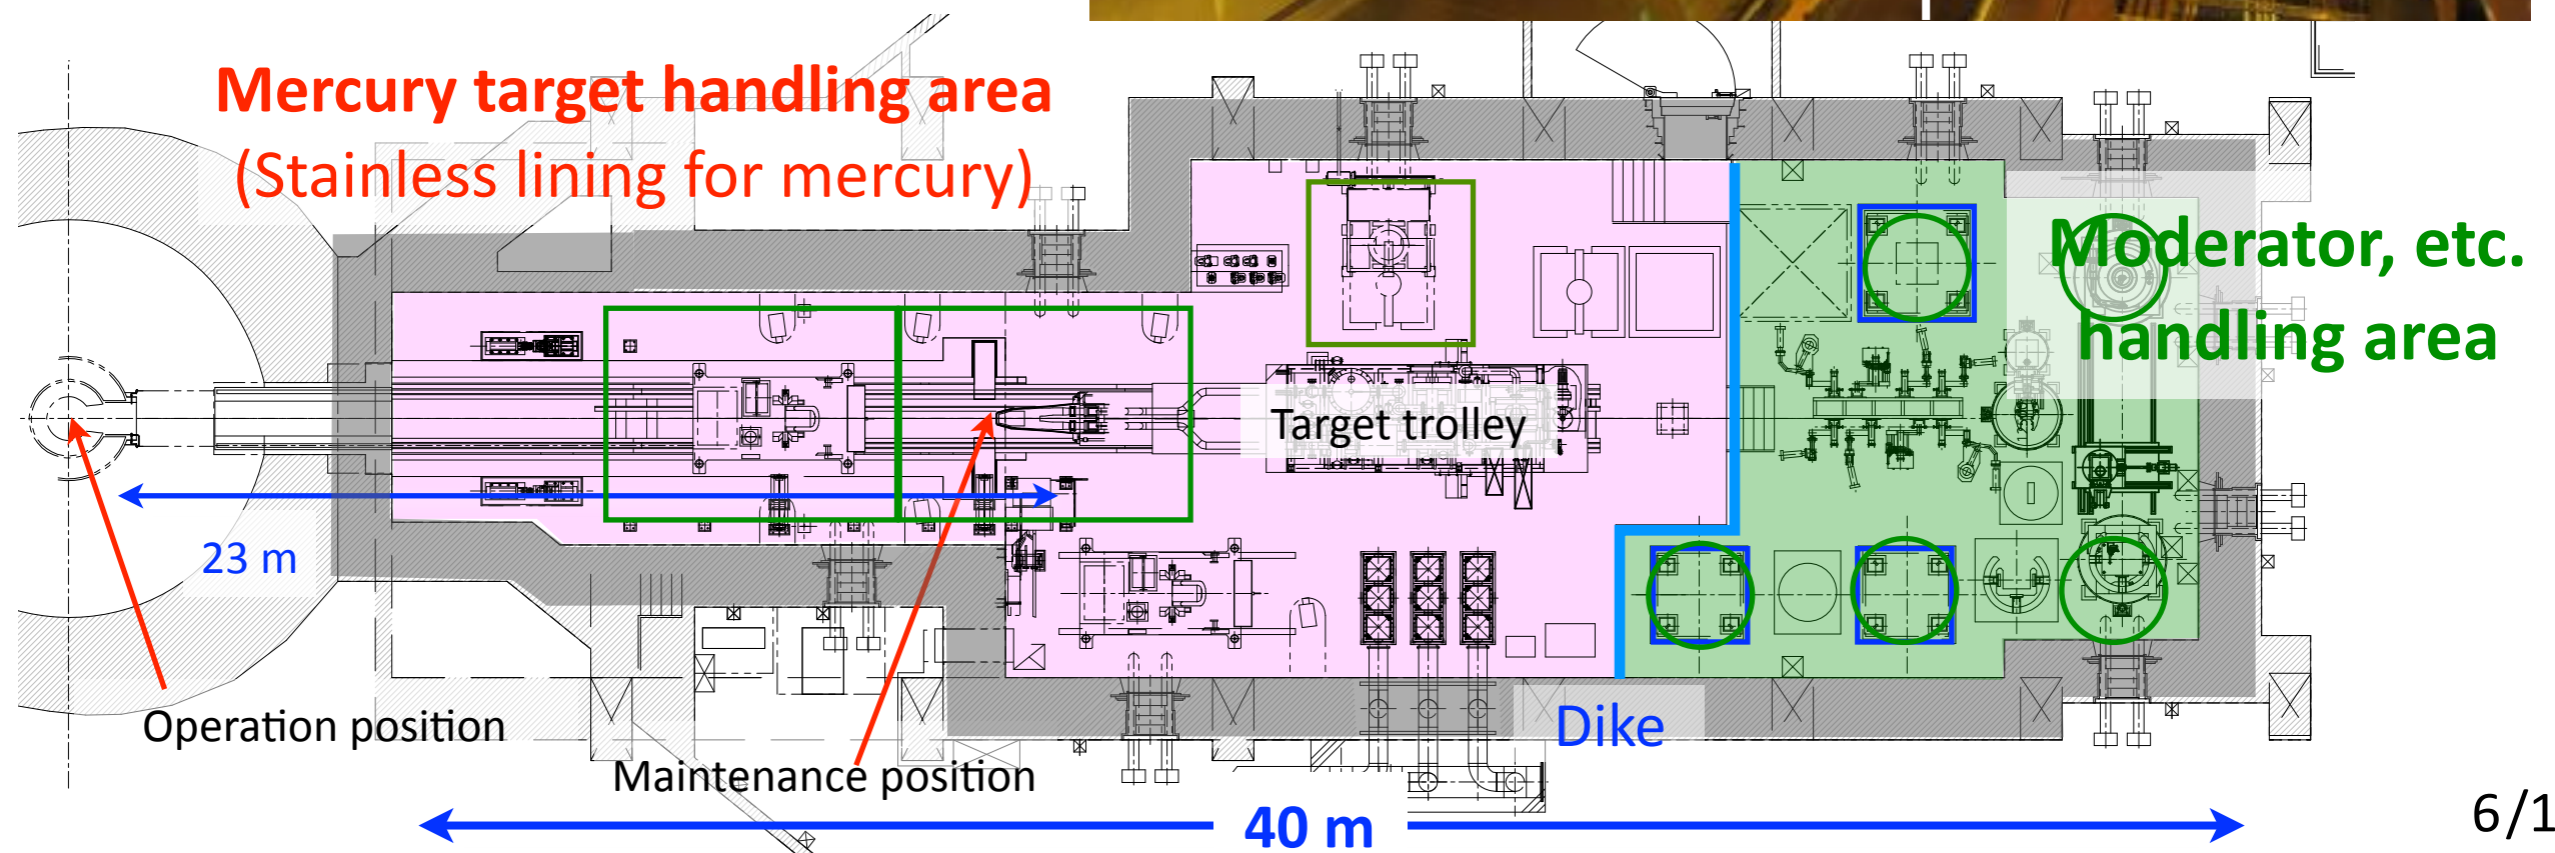 Mercury target handling area
(Stainless lining for mercury)
Moderator, etc.
handling area
Target trolley
23 m
Operation position
Dike
Maintenance position
40 m
6/1